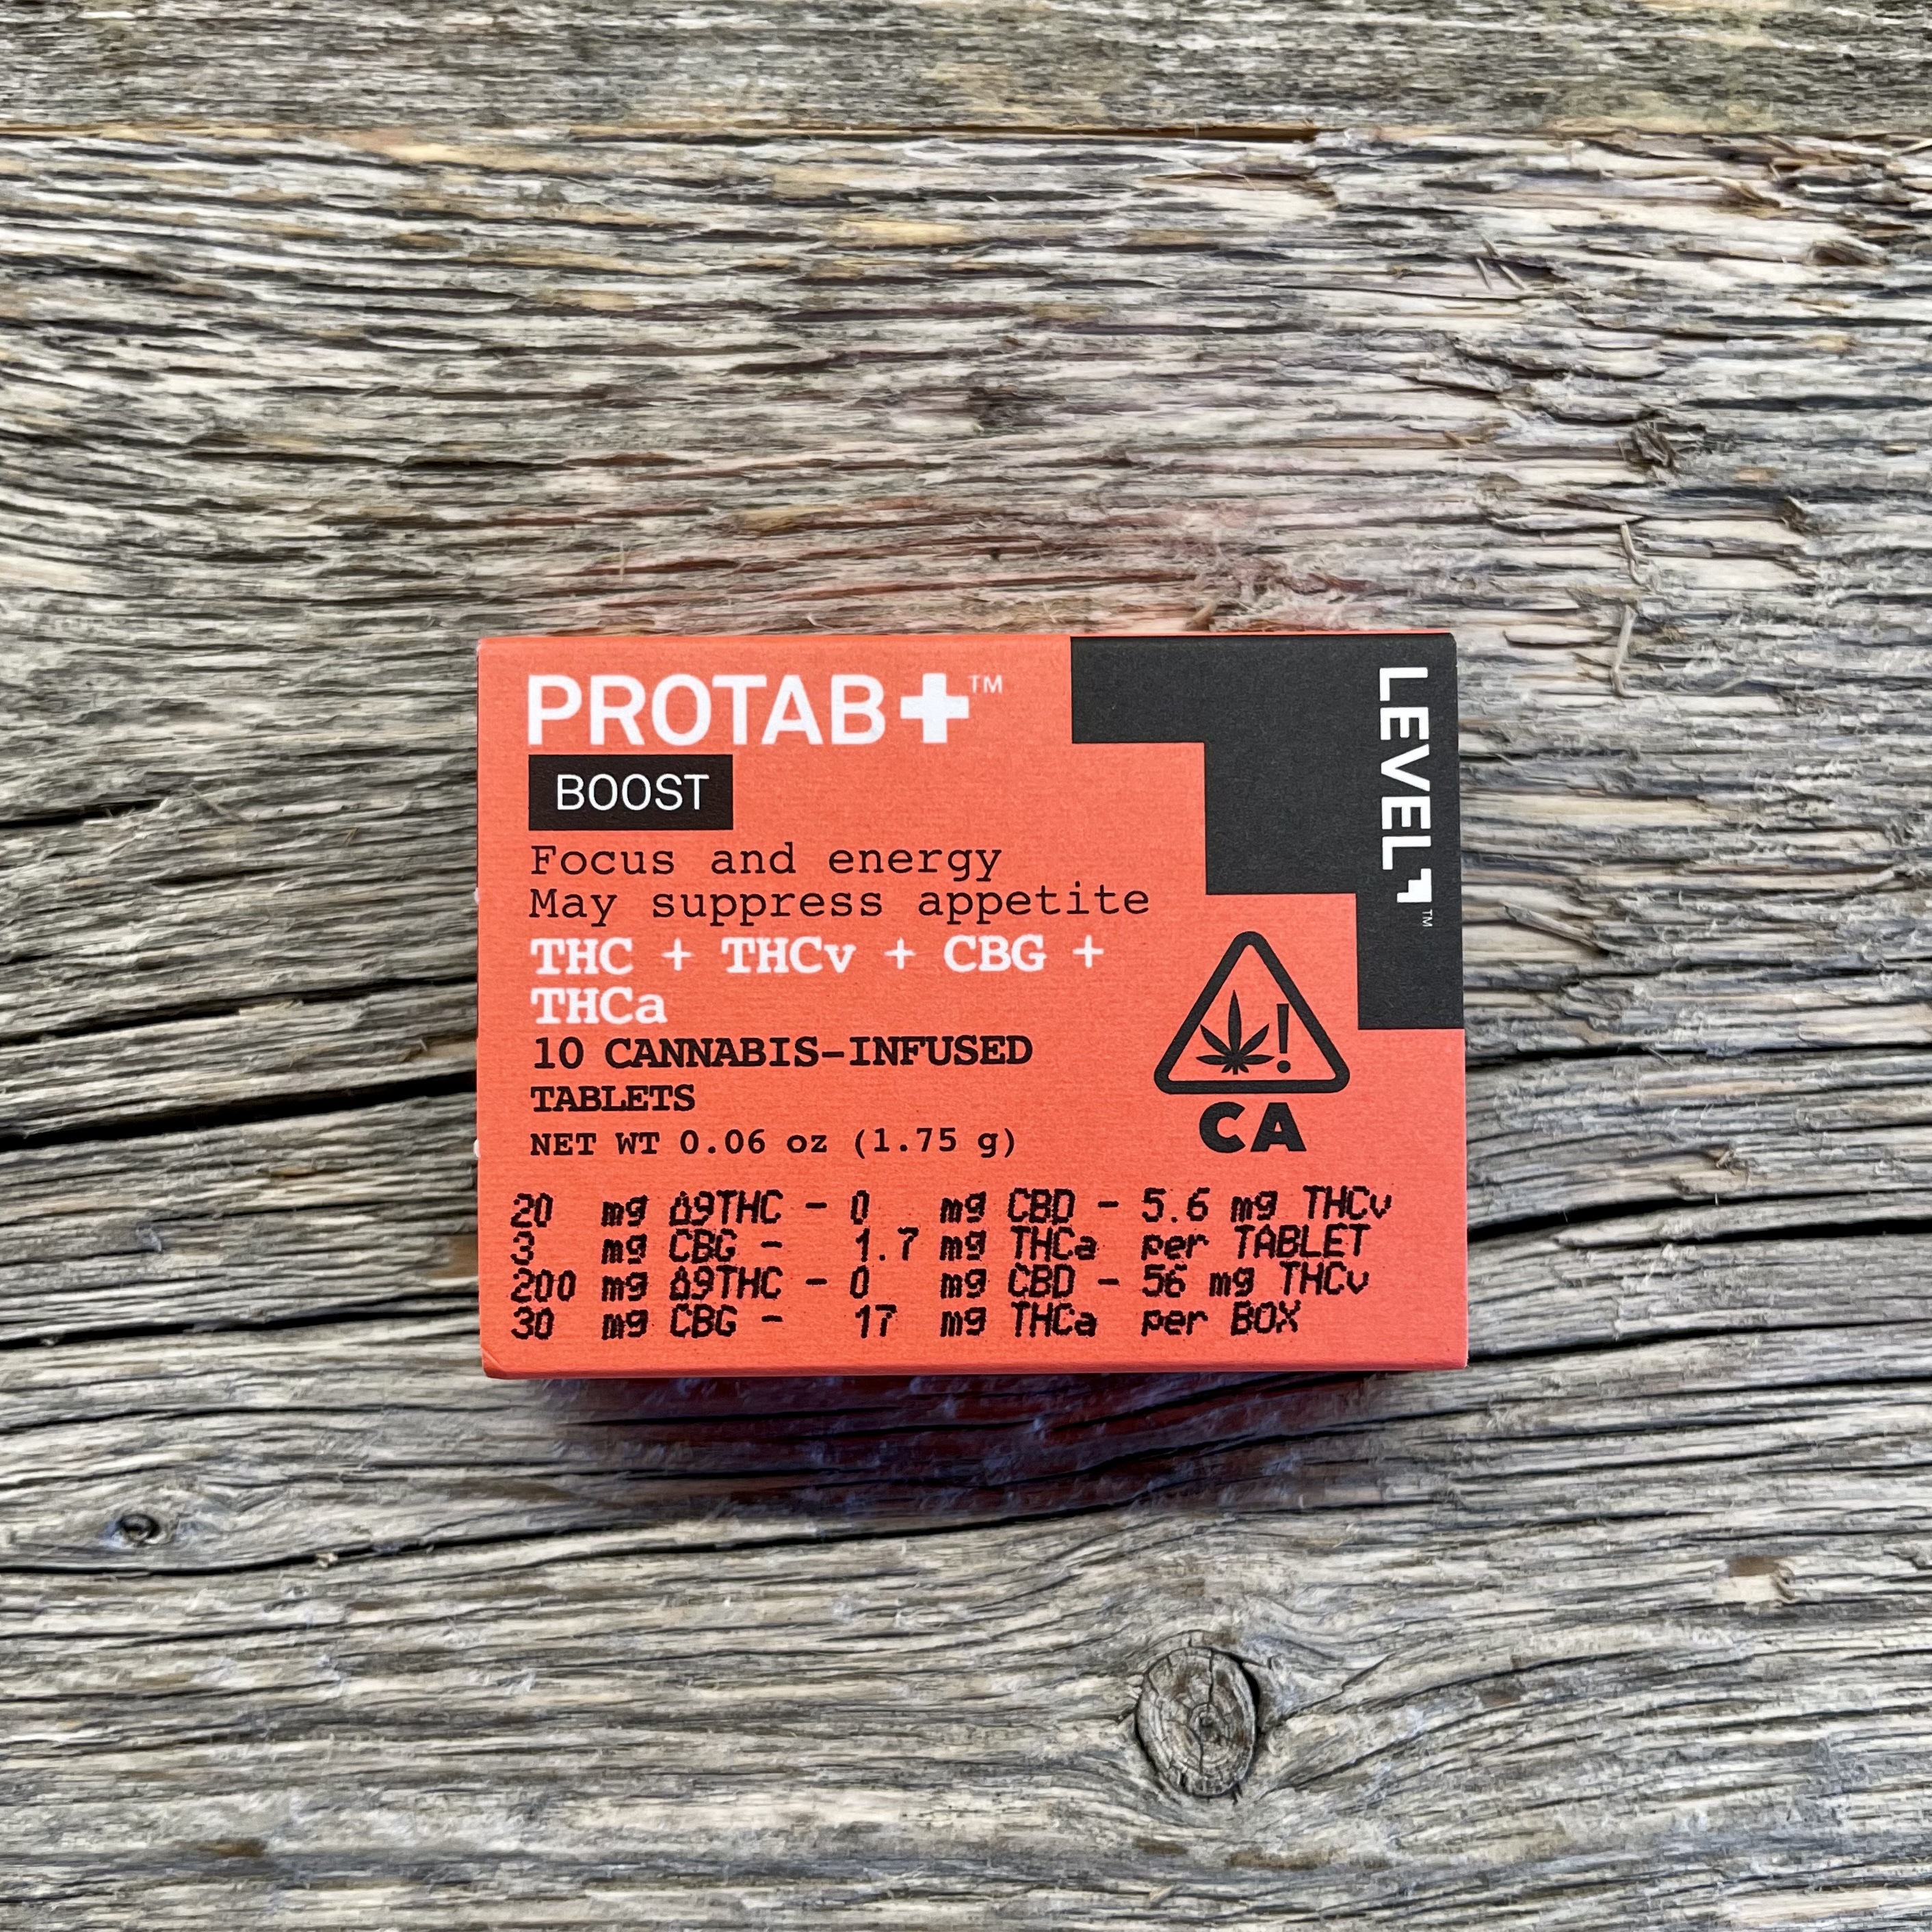 PROTAB+™
BOOST
Focus and energy
May suppress appetite
THC + THCv + CBG +
THCa
10 CANNABIS-INFUSED
TABLETS
NET WT 0.06 oz (1.75 g)
LEVEL™
!
CA
20 mg Δ9THC - 0 mg CBD - 5.6 mg THCv
3 mg CBG - 1.7 mg THCa per TABLET
200 mg Δ9THC - 0 mg CBD - 56 mg THCv
30 mg CBG - 17 mg THCa per BOX